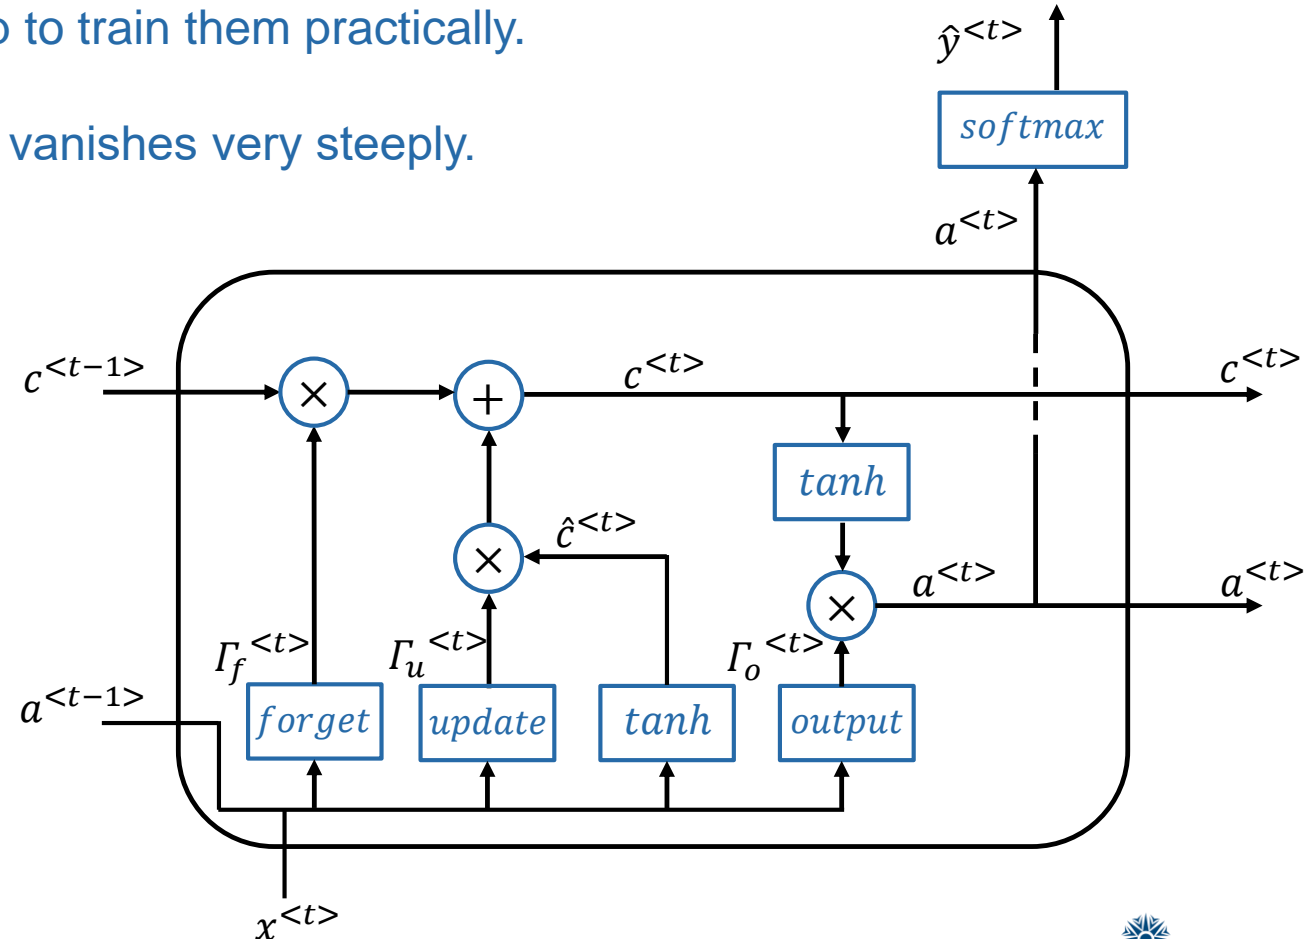 o to train them practically.
vanishes very steeply.
ŷ<t>
softmax
a<t>
c<t−1>
×
+
c<t>
c<t>
tanh
×
ĉ<t>
×
a<t>
a<t>
Γf<t>
Γu<t>
Γo<t>
a<t−1>
forget
update
tanh
output
x<t>